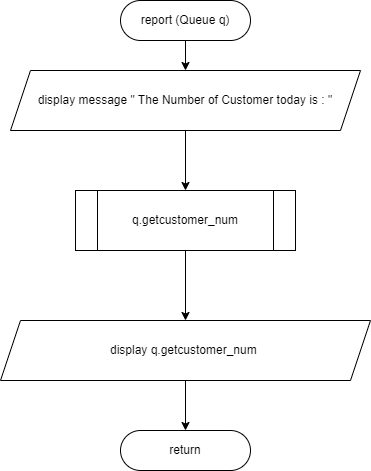 report (Queue q)
display message " The Number of Customer today is : "
q.getcustomer_num
display q.getcustomer_num
return